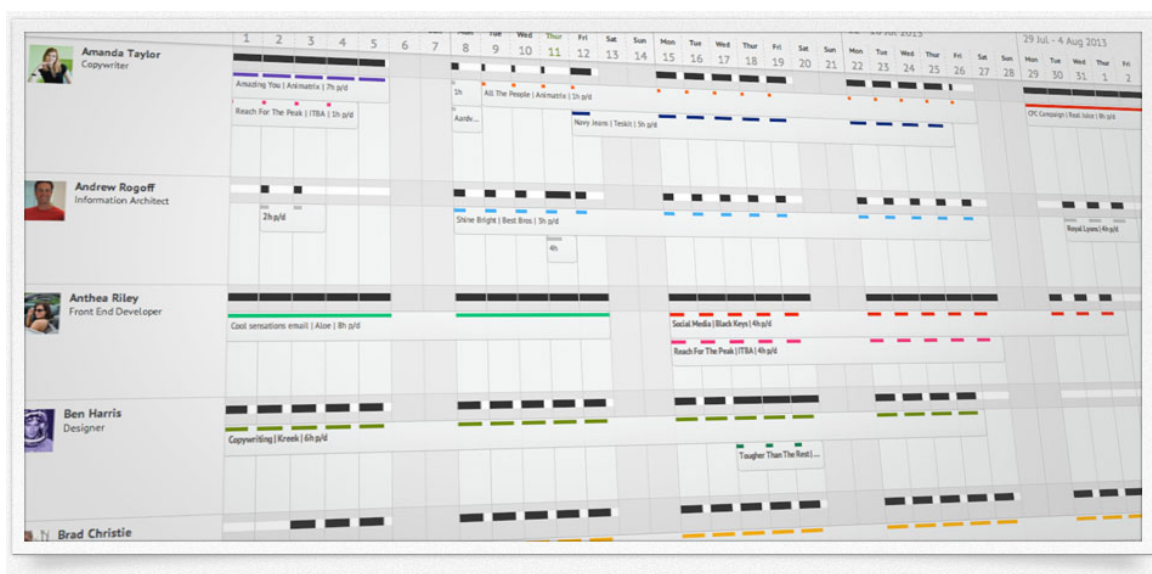 29 Jul - 4 Aug 2013
Tue Wed Thur Fri Sat Sun Mon Tue Wed Thur Fri Sat Sun Mon Tue Wed Thur Fri Sat Sun Mon Tue Wed Thur Fri
1 2 3 4 5 6 7 8 9 10 11 12 13 14 15 16 17 18 19 20 21 22 23 24 25 26 27 28 29 30 31 1 2
Amanda Taylor
Copywriter
Amazing You | Animatrix | 7h p/d
1h
All The People | Animatrix | 1h p/d
CPC Campaign | Real Juice | 8h p/d
Reach For The Peak | ITBA | 1h p/d
Aardv...
Navy Jeans | Teskit | 5h p/d
Andrew Rogoff
Information Architect
2h p/d
Shine Bright | Best Bros | 5h p/d
Royal Lyons | 4h p/d
4h
Anthea Riley
Front End Developer
Cool sensations email | Aloe | 8h p/d
Social Media | Black Keys | 4h p/d
Reach For The Peak | ITBA | 4h p/d
Ben Harris
Designer
Copywriting | Kreek | 6h p/d
Tougher Than The Rest | ...
Brad Christie